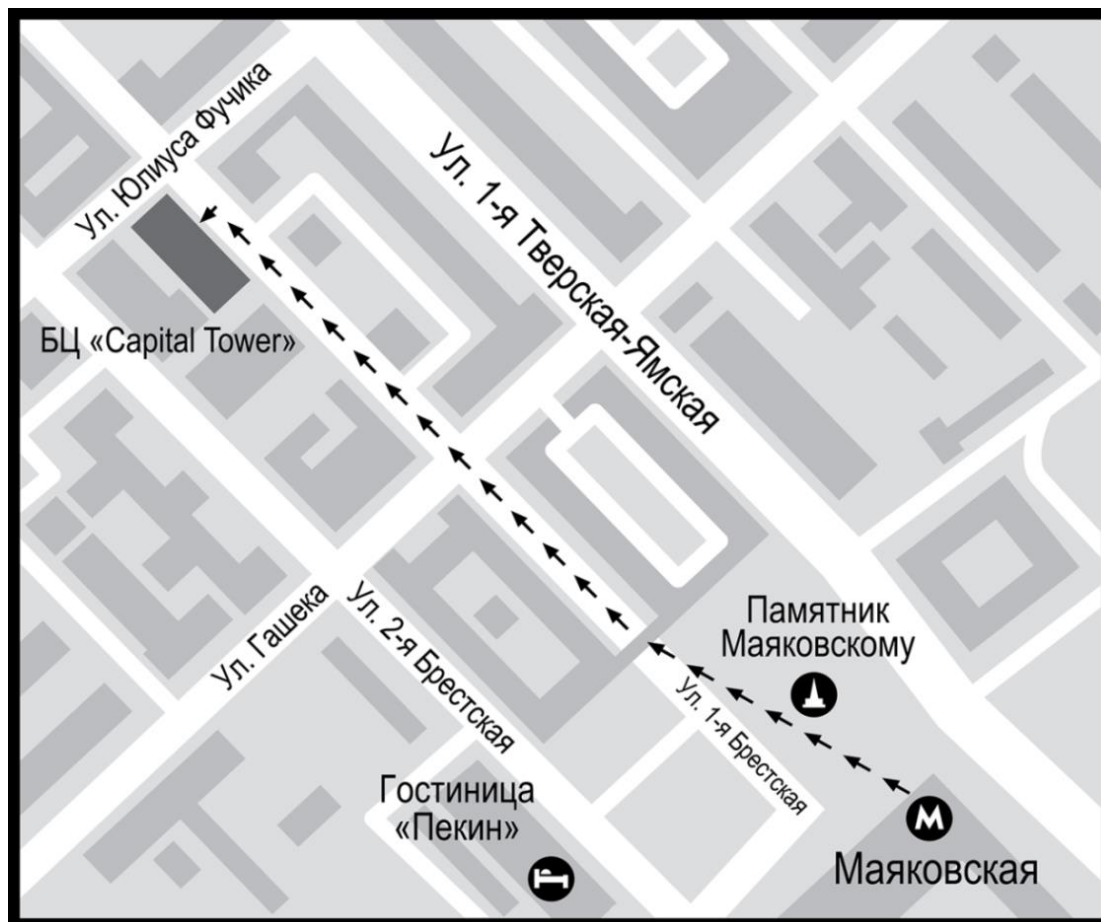 Ул. Юлиуса Фучика
Ул. 1-я Тверская-Ямская
БЦ «Capital Tower»
Ул. Гашека
Ул. 2-я Брестская
Памятник
Маяковскому
Ул. 1-я Брестская
Гостиница
«Пекин»
М
Маяковская